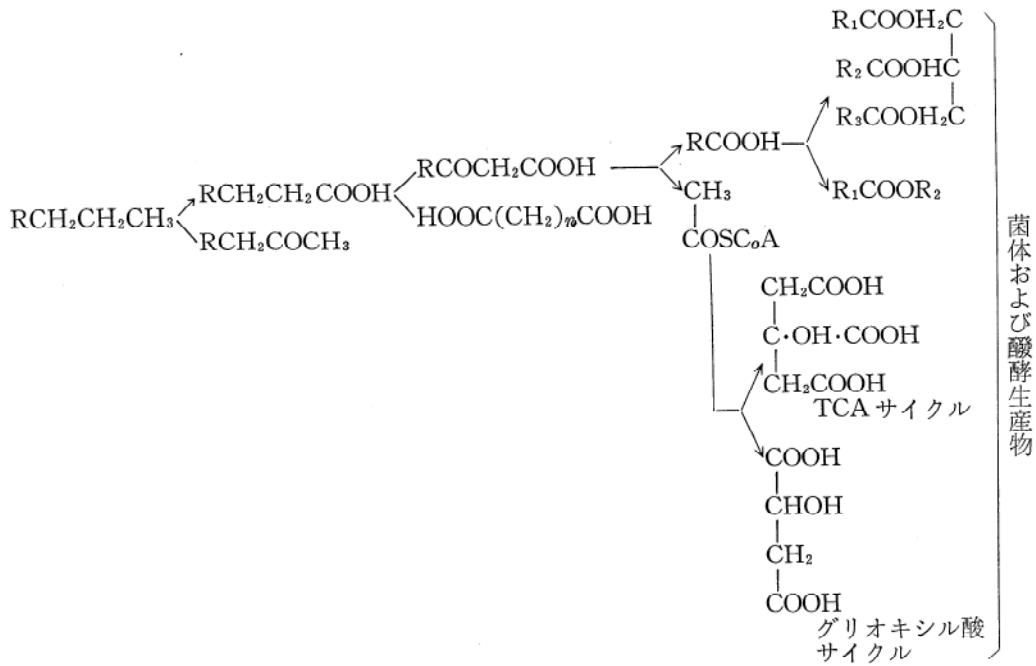 R₁COOH₂C
R₂COOHC
R₃COOH₂C
RCOOH
RCOCH₂COOH
RCH₂CH₂COOH
CH₃
R₁COOR₂
RCH₂CH₂CH₃
HOOC(CH₂)ₙCOOH
RCH₂COCH₃
COSCₒA
CH₂COOH
C·OH·COOH
CH₂COOH
TCAサイクル
COOH
CHOH
CH₂
COOH
グリオキシル酸
サイクル
菌体および醱酵生産物